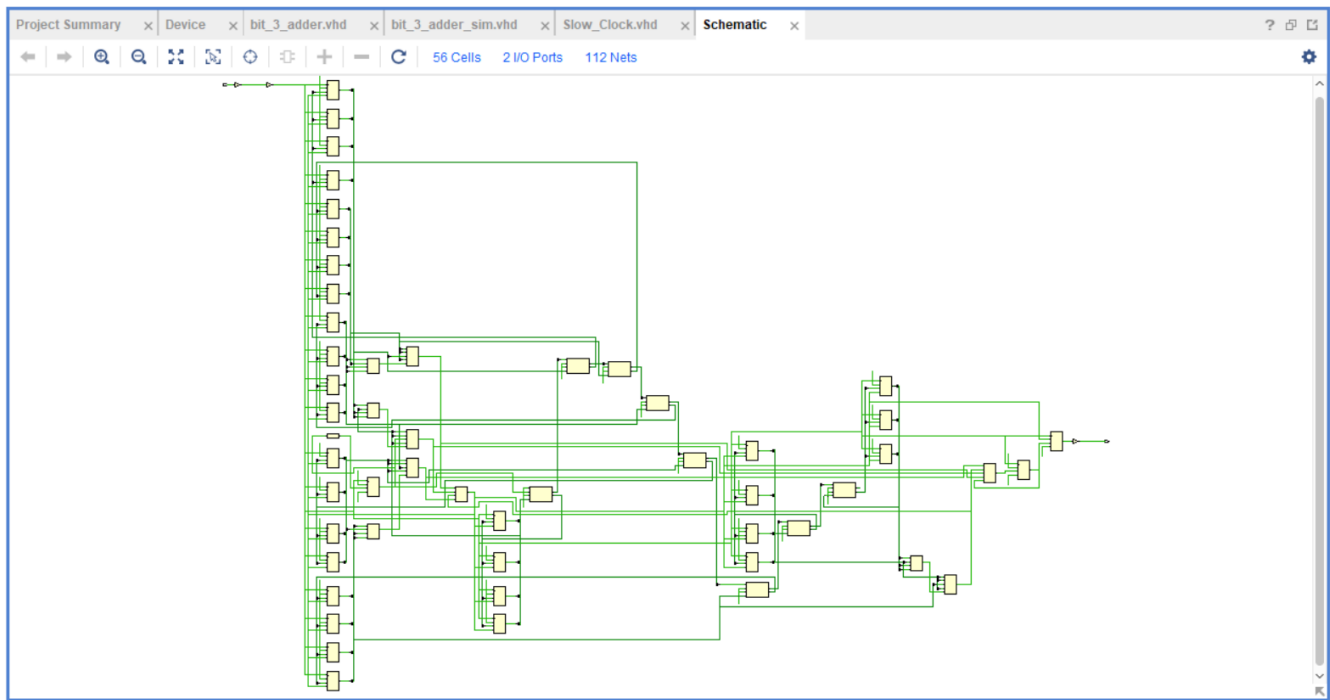 Project Summary × Device × bit_3_adder.vhd × bit_3_adder_sim.vhd × Slow_Clock.vhd × Schematic × ?
56 Cells 2 I/O Ports 112 Nets